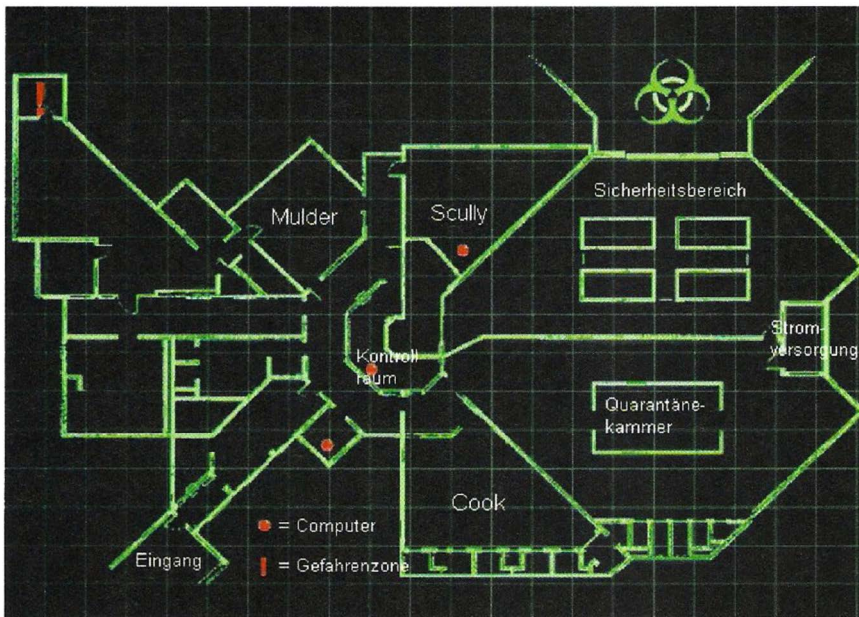 Sicherheitsbereich
Mulder
Scully
Strom-
versorgung
Kontroll
raum
Quarantäne-
kammer
Cook
= Computer
Eingang
= Gefahrenzone